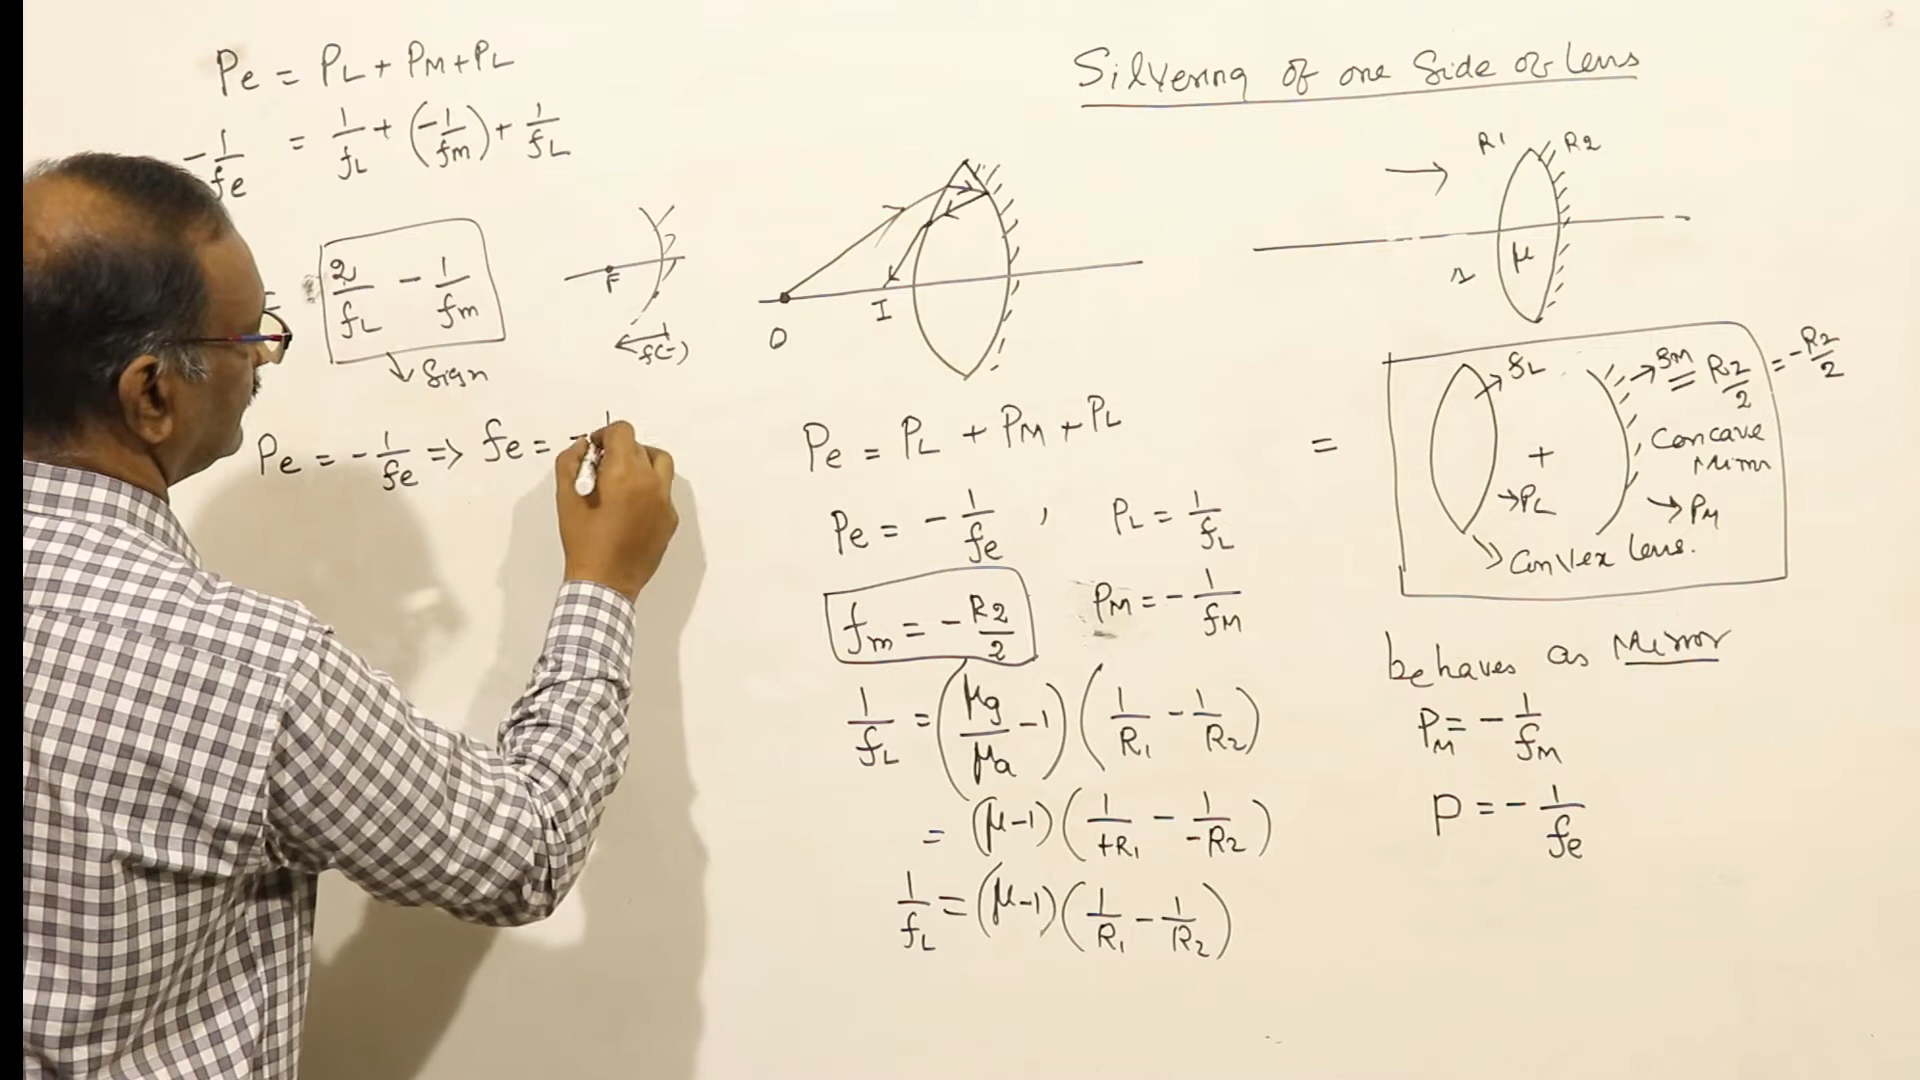 Pe = PL + PM + PL
-1/fe = 1/fL + (-1/fm) + 1/fL
= 2/fL - 1/fm
F
f(-)
Sign
Pe = -1/fe => fe = -1
Silvering of one Side of lens
R1 R2
1 μ
O I
Pe = PL + PM + PL
Pe = -1/fe , PL = 1/fL
fm = -R2/2 PM = -1/fM
1/fL = (μg/μa - 1) (1/R1 - 1/R2)
= (μ-1) (1/+R1 - 1/-R2)
1/fL = (μ-1) (1/R1 - 1/R2)
=
fL + fM = R2/2 = -R2/2
Concave
Mirror
PL PM
Convex lens.
behaves as Mirror
PM = -1/fM
P = -1/fe